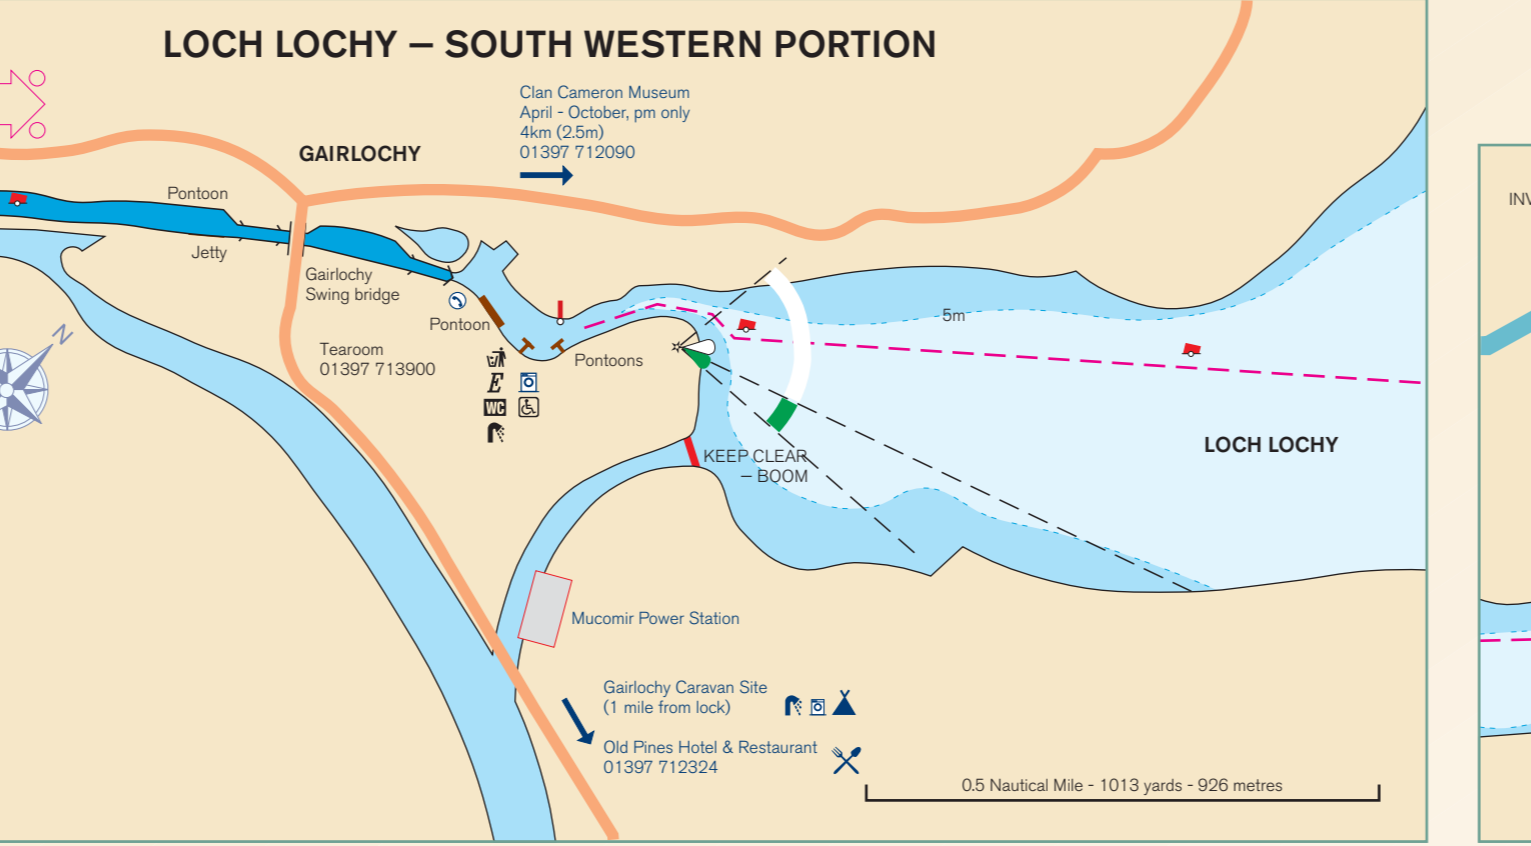 LOCH LOCHY – SOUTH WESTERN PORTION
Clan Cameron Museum
April - October, pm only
4km (2.5m)
01397 712090
GAIRLOCHY
Pontoon
Jetty
Gairlochy
Swing bridge
Pontoon
Tearoom
01397 713900
Pontoons
E
WC
N
5m
LOCH LOCHY
KEEP CLEAR
– BOOM
Mucomir Power Station
Gairlochy Caravan Site
(1 mile from lock)
Old Pines Hotel & Restaurant
01397 712324
0.5 Nautical Mile - 1013 yards - 926 metres